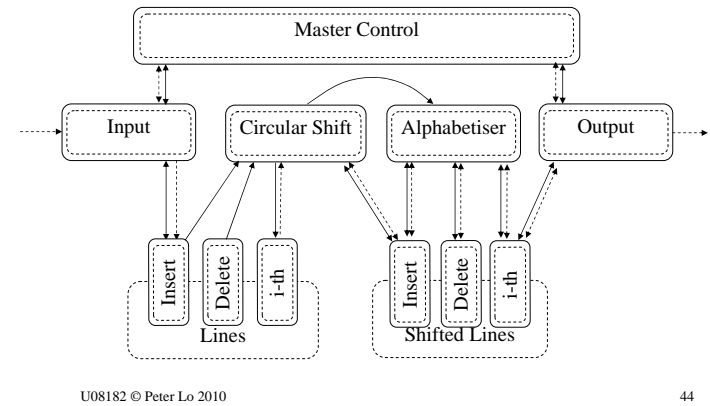 Master Control
Input
Circular Shift
Alphabetiser
Output
Insert
Delete
i-th
Lines
Insert
Delete
i-th
Shifted Lines
U08182 © Peter Lo 2010
44